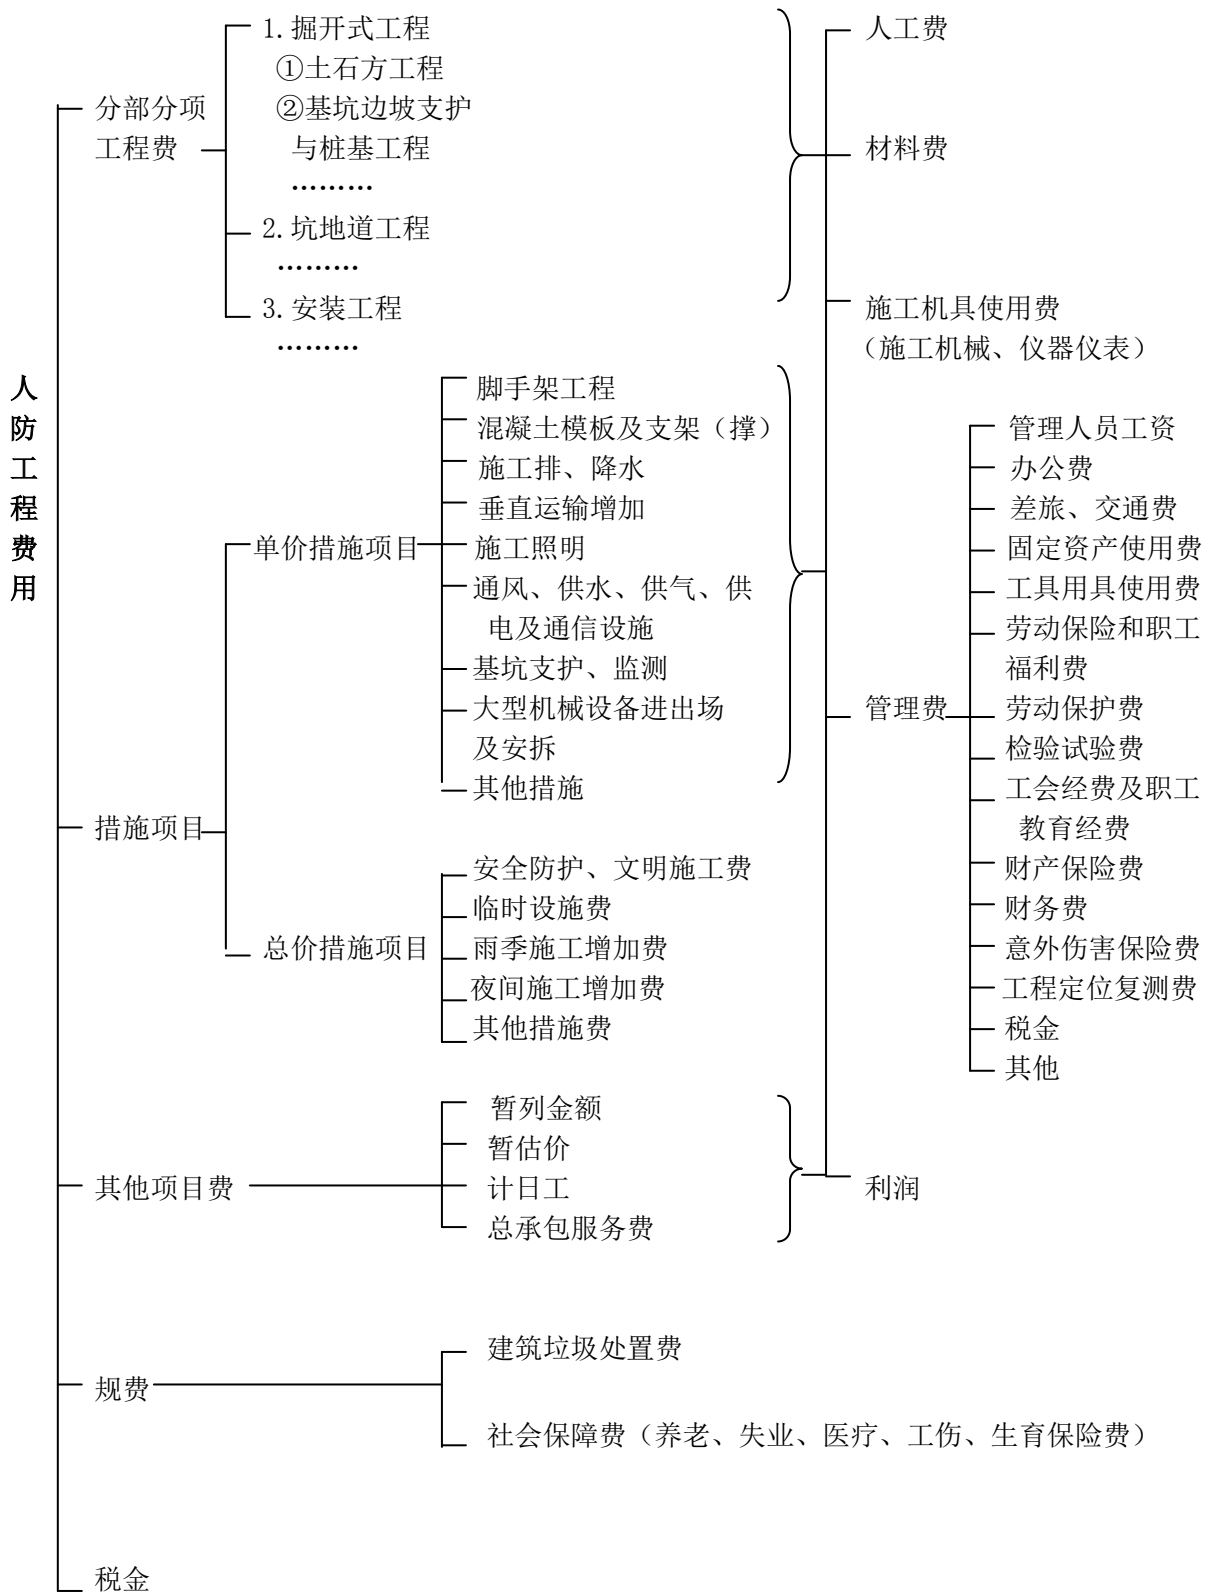 人防工程费用
分部分项
工程费
1.掘开式工程
①土石方工程
②基坑边坡支护
与桩基工程
………
2.坑地道工程
………
3.安装工程
………
措施项目
单价措施项目
脚手架工程
混凝土模板及支架（撑）
施工排、降水
垂直运输增加
施工照明
通风、供水、供气、供
电及通信设施
基坑支护、监测
大型机械设备进出场
及安拆
其他措施
总价措施项目
安全防护、文明施工费
临时设施费
雨季施工增加费
夜间施工增加费
其他措施费
其他项目费
暂列金额
暂估价
计日工
总承包服务费
规费
建筑垃圾处置费
社会保障费（养老、失业、医疗、工伤、生育保险费）
税金
人工费
材料费
施工机具使用费
（施工机械、仪器仪表）
管理费
管理人员工资
办公费
差旅、交通费
固定资产使用费
工具用具使用费
劳动保险和职工
福利费
劳动保护费
检验试验费
工会经费及职工
教育经费
财产保险费
财务费
意外伤害保险费
工程定位复测费
税金
其他
利润